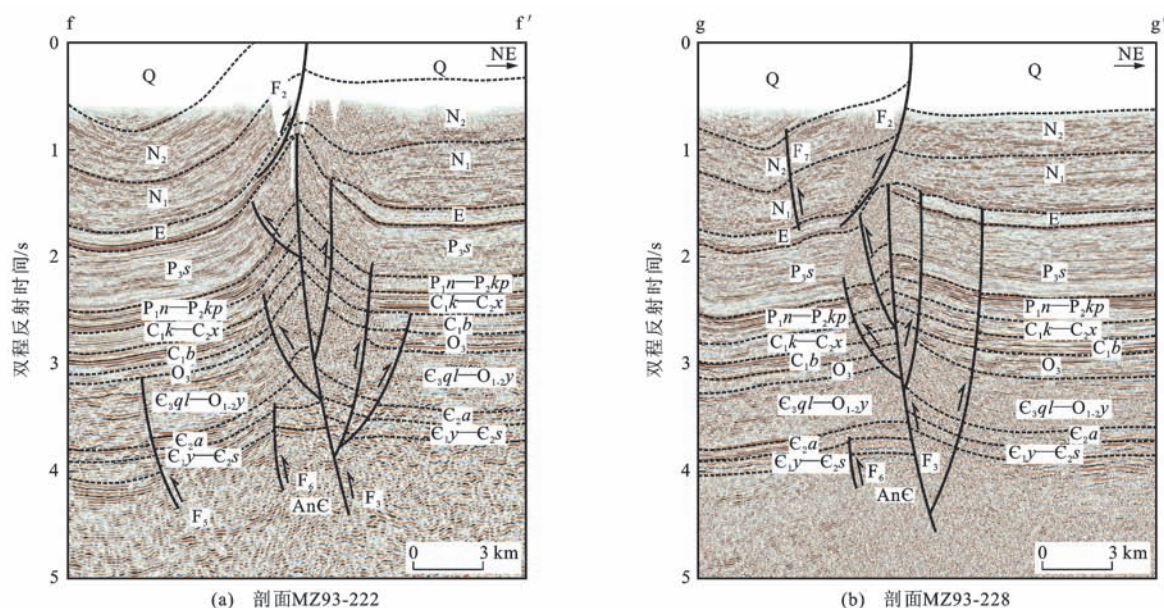 f
f′
0
1
2
3
4
5
双程反射时间/s
Q
Q
NE
F₂
N₂
N₂
N₁
N₁
E
E
P₃s
P₃s
P₁n—P₂kp
P₁n—P₂kp
C₁k—C₂x
C₁k—C₂x
C₁b
C₁b
O₃
O₃
Є₃ql—O₁₋₂y
Є₃ql—O₁₋₂y
Є₂a
Є₂a
Є₁y—Є₂s
Є₁y—Є₂s
F₅
F₆
AnЄ
F₃
0 3 km
(a) 剖面MZ93-222
g
g′
0
1
2
3
4
5
双程反射时间/s
Q
Q
NE
F₂
N₂
N₂
F₇
N₁
N₁
E
E
P₃s
P₃s
P₁n—P₂kp
P₁n—P₂kp
C₁k—C₂x
C₁k—C₂x
C₁b
C₁b
O₃
O₃
Є₃ql—O₁₋₂y
Є₃ql—O₁₋₂y
Є₂a
Є₂a
Є₁y—Є₂s
Є₁y—Є₂s
F₆
AnЄ
F₃
0 3 km
(b) 剖面MZ93-228